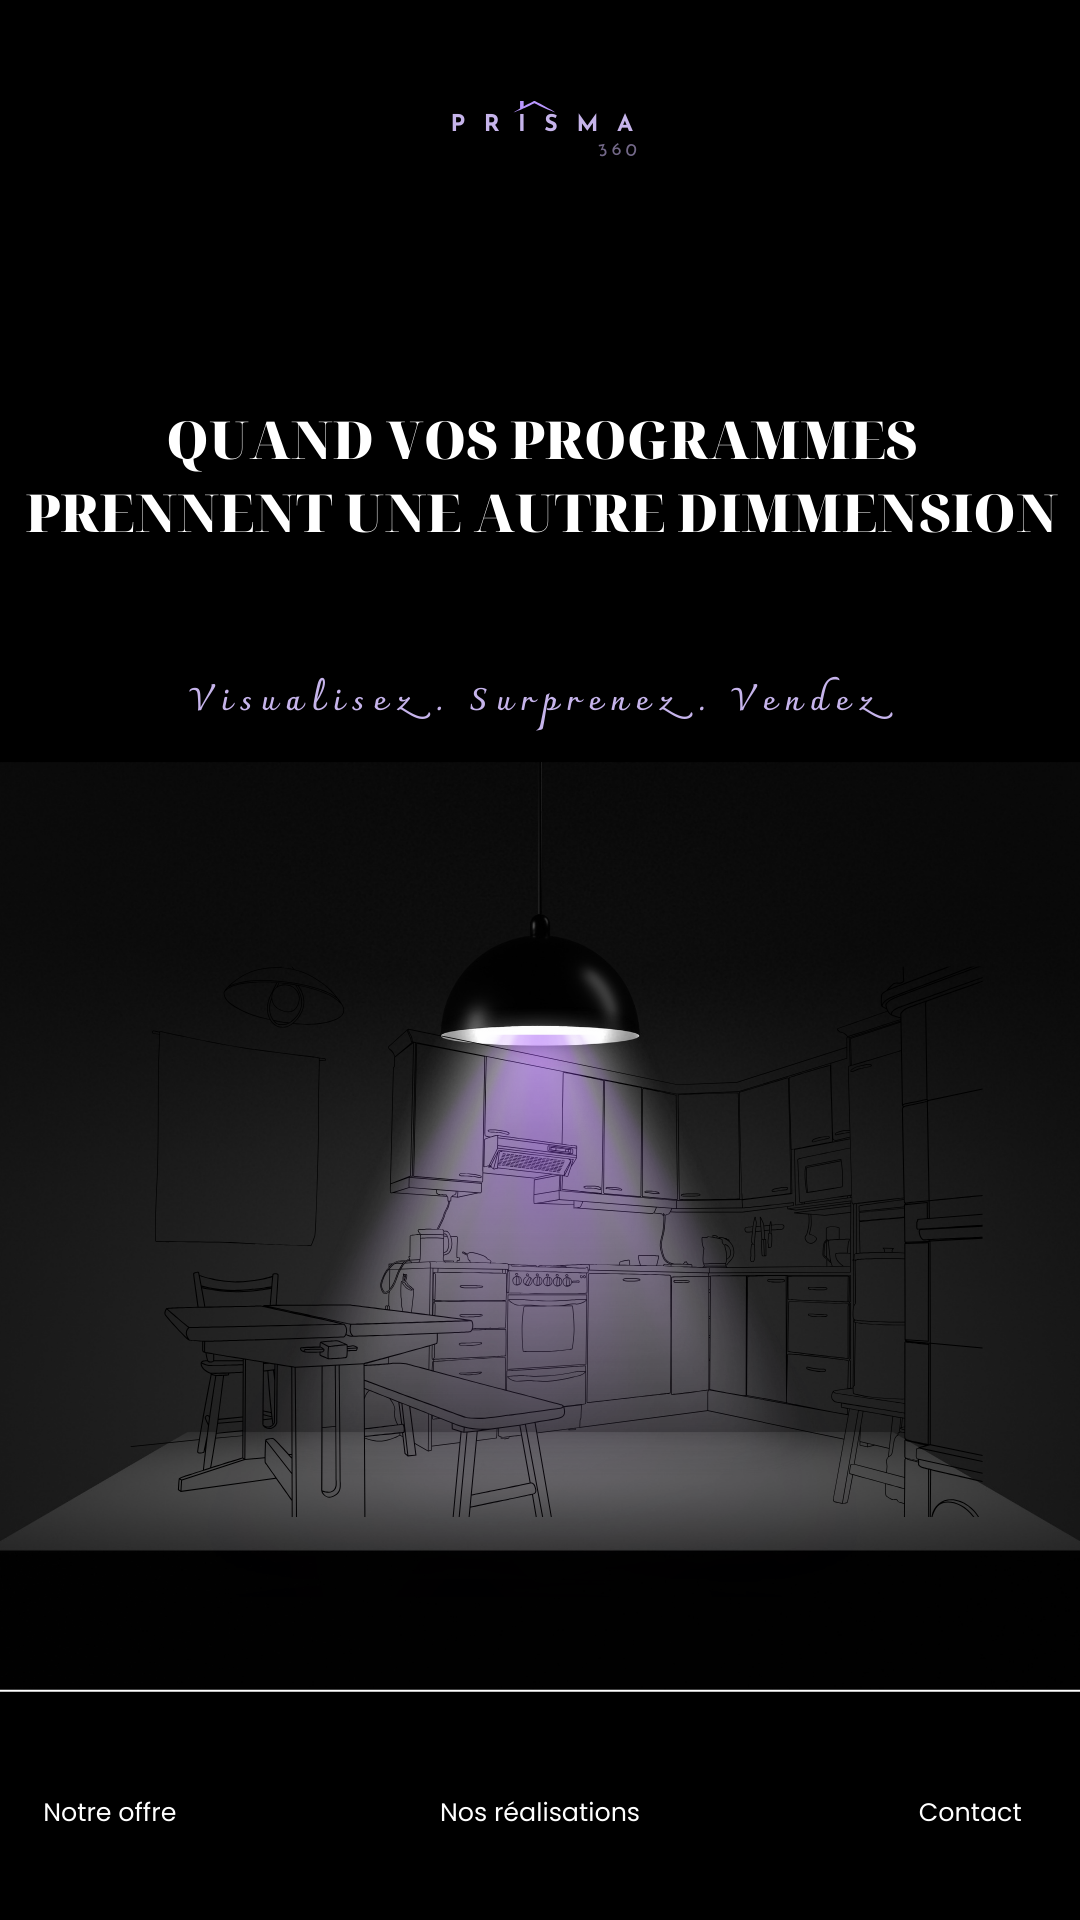 PRISMA
360
QUAND VOS PROGRAMMES
PRENNENT UNE AUTRE DIMMENSION
Visualisez. Surprenez. Vendez
Notre offre
Nos réalisations
Contact